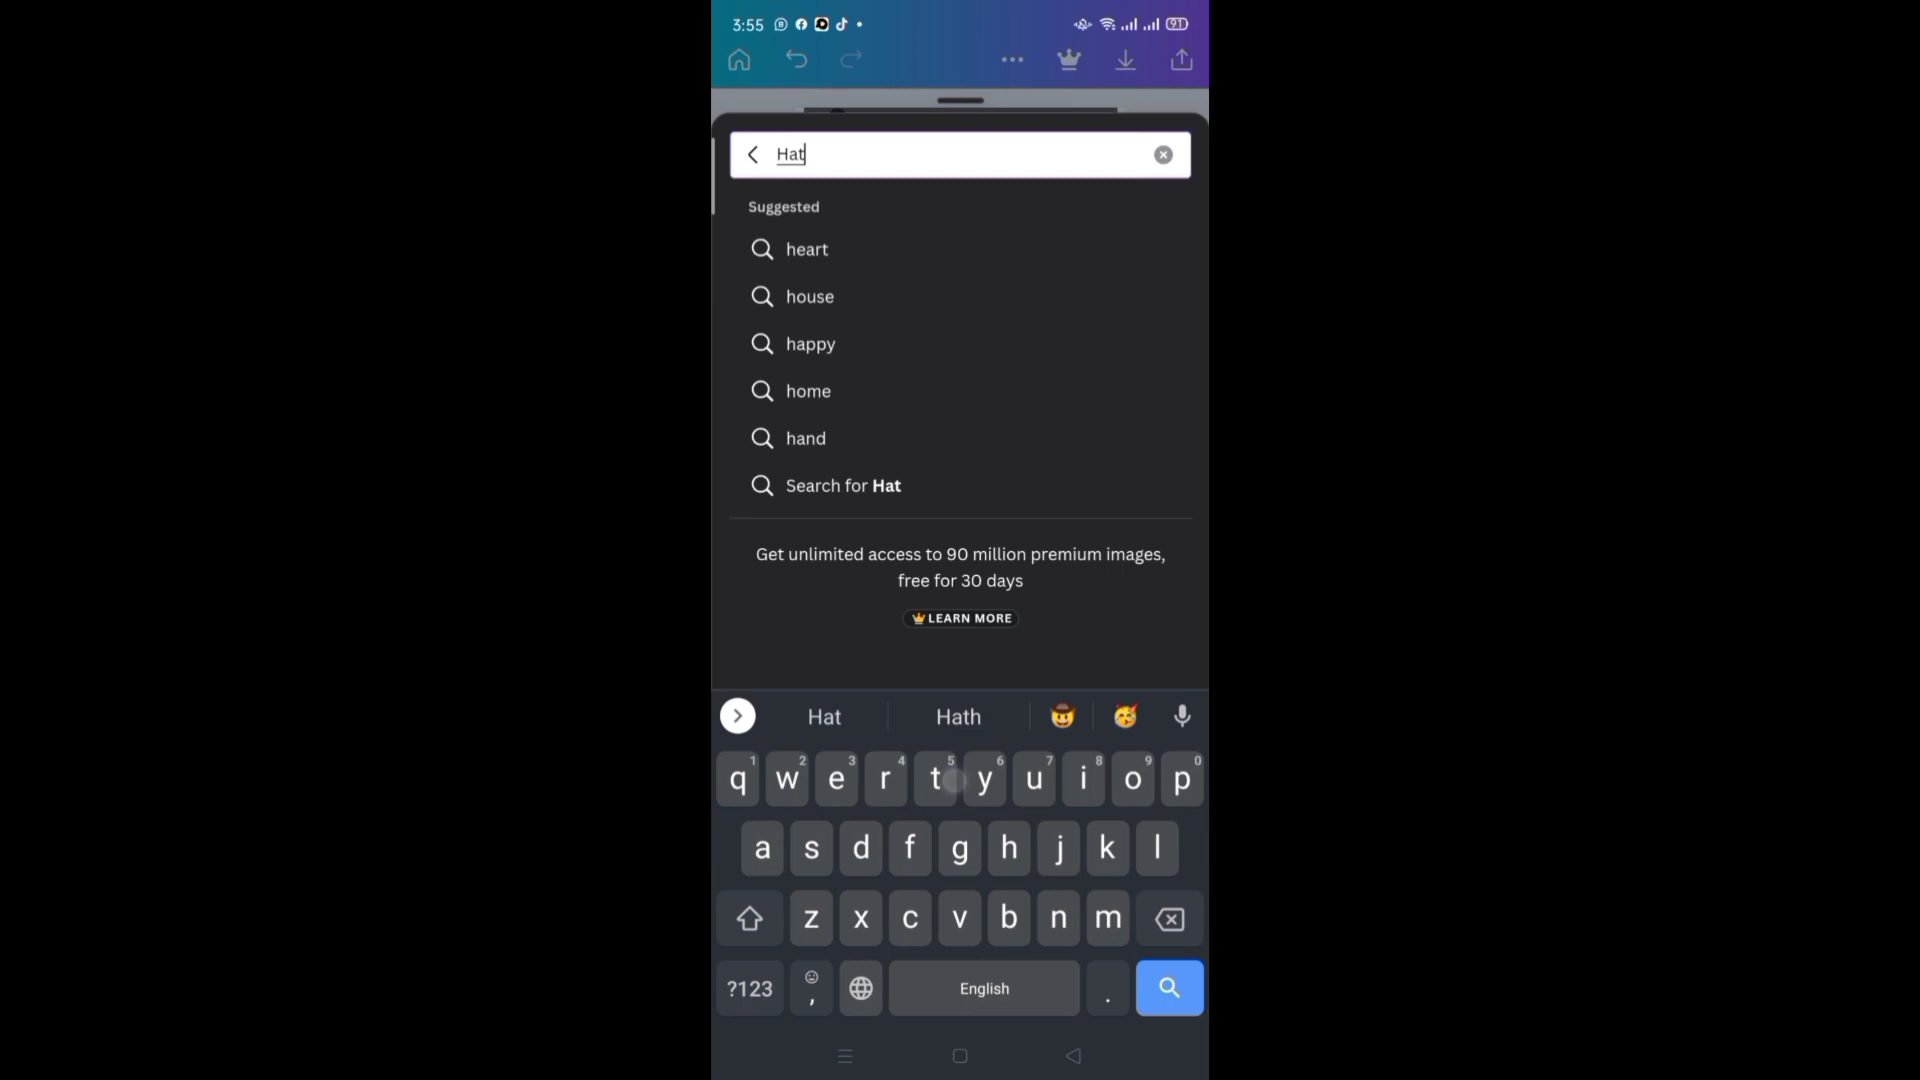 3:55
91
Hat
Suggested
heart
house
happy
home
hand
Search for Hat
Get unlimited access to 90 million premium images,
free for 30 days
LEARN MORE
Hat Hath
1 2 3 4 5 6 7 8 9 0
q w e r t y u i o p
a s d f g h j k l
z x c v b n m
?123 , English .